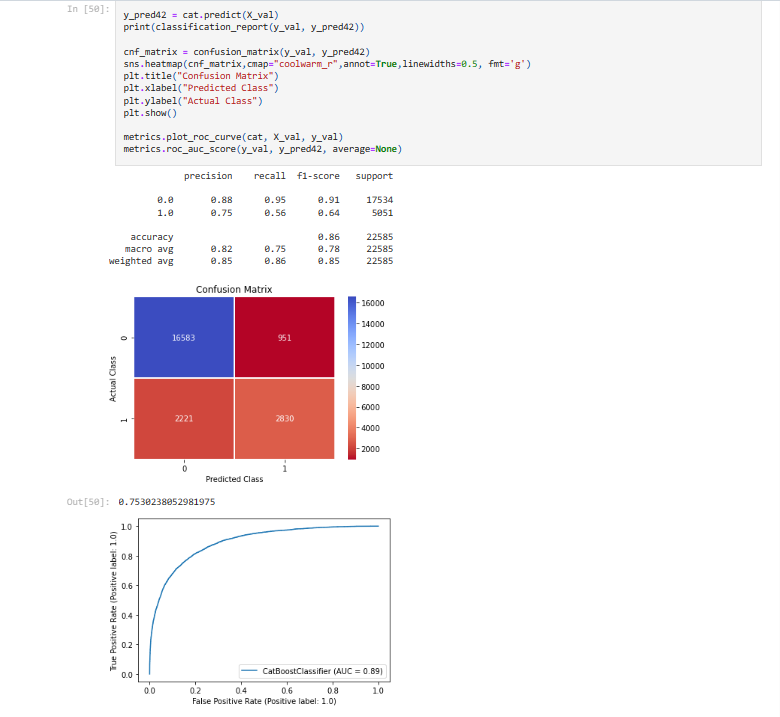 In [50]:
y_pred42 = cat.predict(X_val)
print(classification_report(y_val, y_pred42))
cnf_matrix = confusion_matrix(y_val, y_pred42)
sns.heatmap(cnf_matrix,cmap="coolwarm_r",annot=True,linewidths=0.5, fmt='g')
plt.title("Confusion Matrix")
plt.xlabel("Predicted Class")
plt.ylabel("Actual Class")
plt.show()
metrics.plot_roc_curve(cat, X_val, y_val)
metrics.roc_auc_score(y_val, y_pred42, average=None)
precision recall f1-score support
0.0 0.88 0.95 0.91 17534
1.0 0.75 0.56 0.64 5051
accuracy 0.86 22585
macro avg 0.82 0.75 0.78 22585
weighted avg 0.85 0.86 0.85 22585
Confusion Matrix
Actual Class
0
1
16583 951
2221 2830
0 1
Predicted Class
16000
14000
12000
10000
8000
6000
4000
2000
Out[50]: 0.7530238052981975
True Positive Rate (Positive label: 1.0)
1.0
0.8
0.6
0.4
0.2
0.0
CatBoostClassifier (AUC = 0.89)
0.0 0.2 0.4 0.6 0.8 1.0
False Positive Rate (Positive label: 1.0)